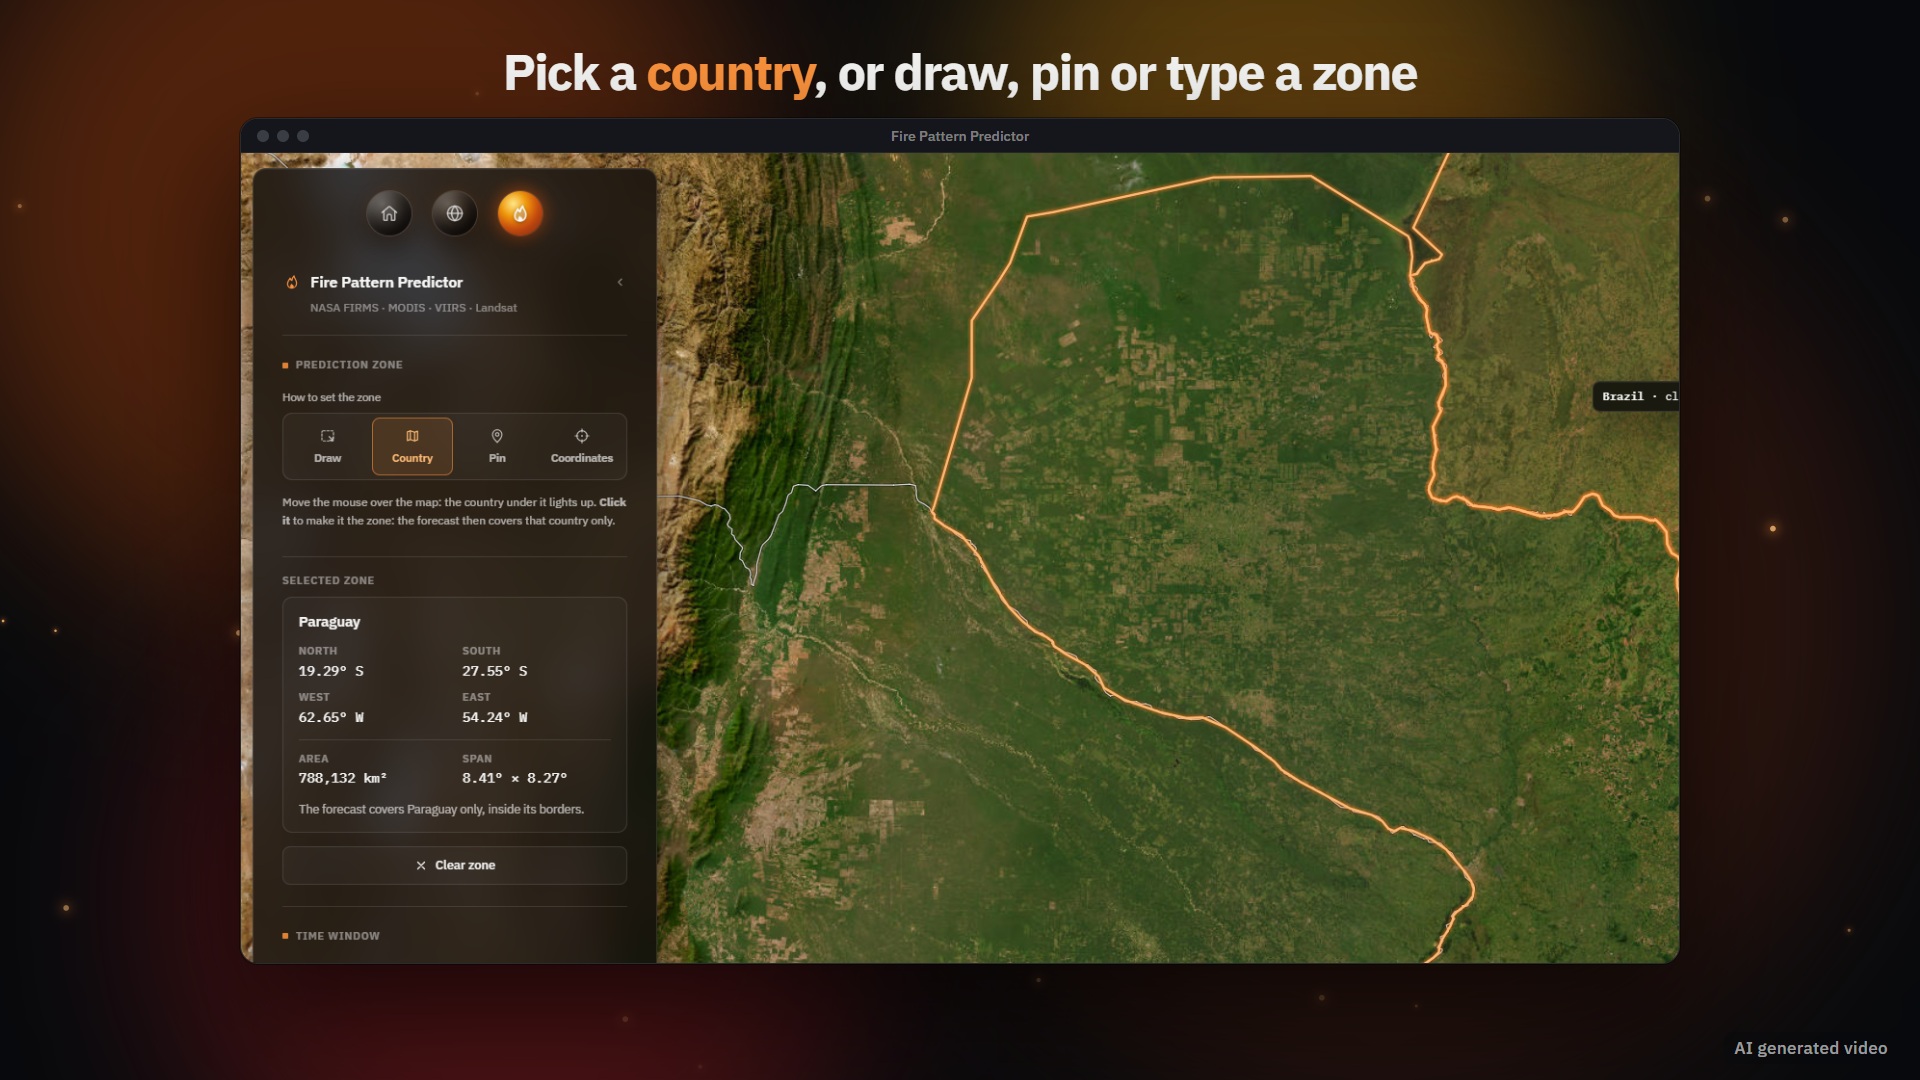 Pick a country, or draw, pin or type a zone
Fire Pattern Predictor
Fire Pattern Predictor
NASA FIRMS · MODIS · VIIRS · Landsat
PREDICTION ZONE
How to set the zone
Draw
Country
Pin
Coordinates
Move the mouse over the map: the country under it lights up. Click
it to make it the zone: the forecast then covers that country only.
SELECTED ZONE
Paraguay
NORTH
SOUTH
19.29° S
27.55° S
WEST
EAST
62.65° W
54.24° W
AREA
SPAN
788,132 km²
8.41° × 8.27°
The forecast covers Paraguay only, inside its borders.
Clear zone
TIME WINDOW
Brazil · cl
AI generated video